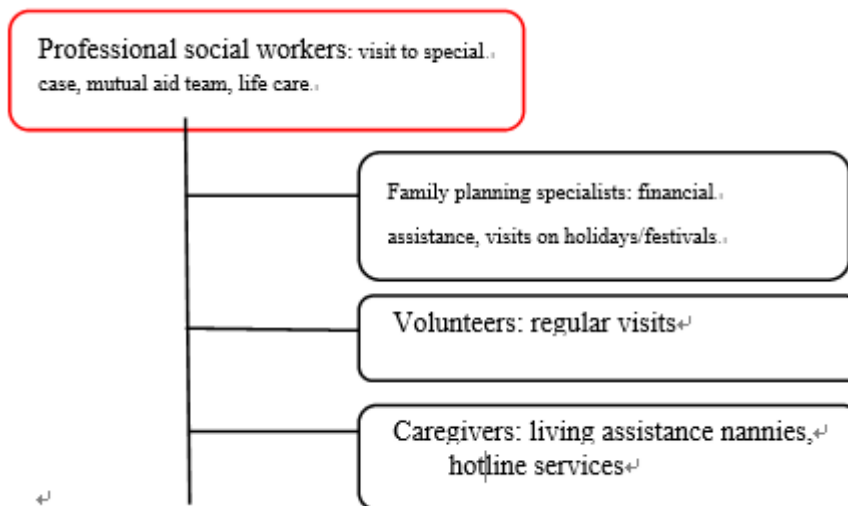 Professional social workers: visit to special.
case, mutual aid team, life care.
Family planning specialists: financial.
assistance, visits on holidays/festivals.
Volunteers: regular visits↵
Caregivers: living assistance nannies,↵
hotline services↵
↵